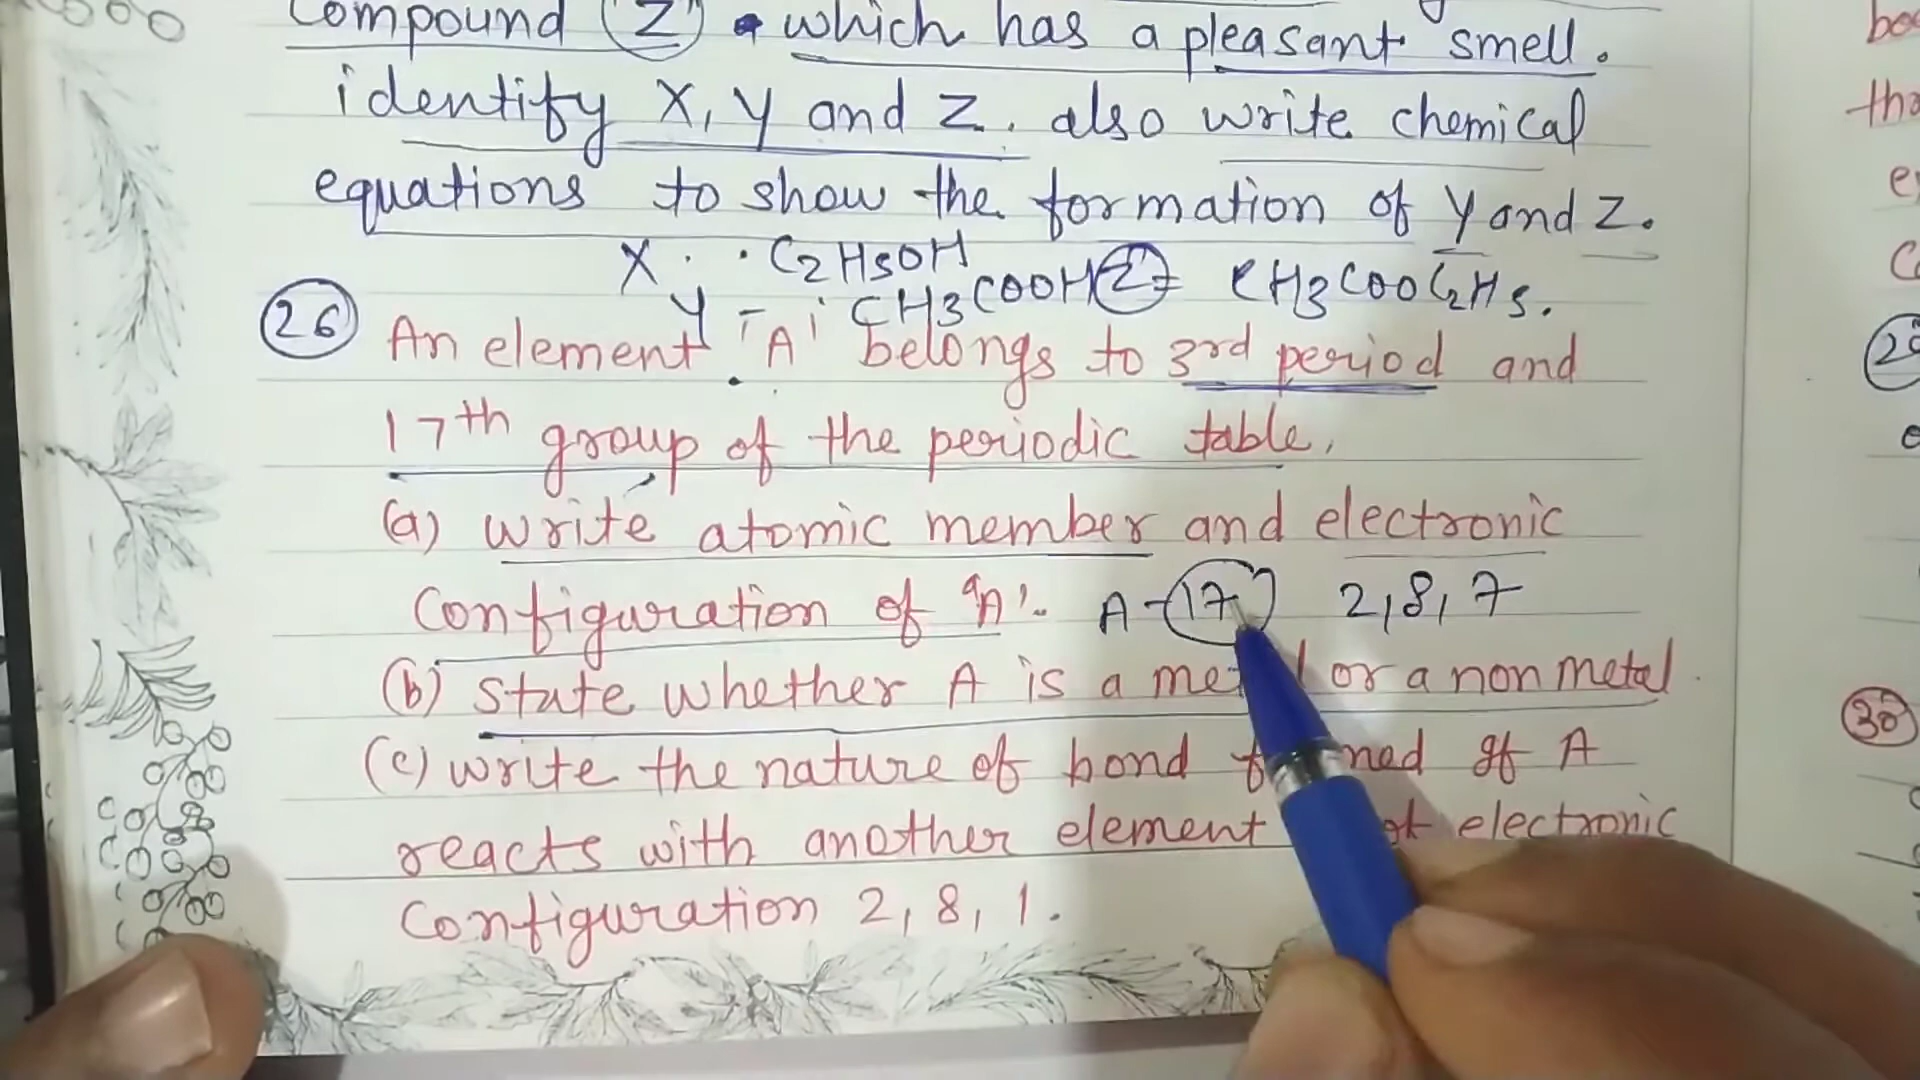 compound "Z" which has a pleasant smell.
identify X, Y and Z. also write chemical
equations to show the formation of Y and Z.
X. . C2H5OH
Y - CH3COOH Z = CH3COOC2H5.
26 An element 'A' belongs to 3rd period and
17th group of the periodic table.
(a) write atomic member and electronic
Configuration of "A". A - 17 2, 8, 7
(b) state whether A is a or a non metal.
(c) write the nature of bond If A
reacts with another element electronic
Configuration 2, 8, 1.
30